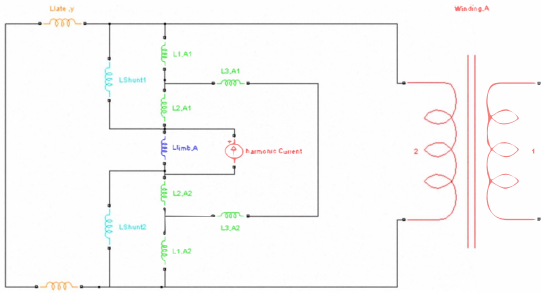 Llate,y
Winding,A
L1,A1
L3,A1
LShunt1
L2,A1
Llimb,A
harmonic Current
2
1
L2,A2
LShunt2
L3,A2
L1,A2